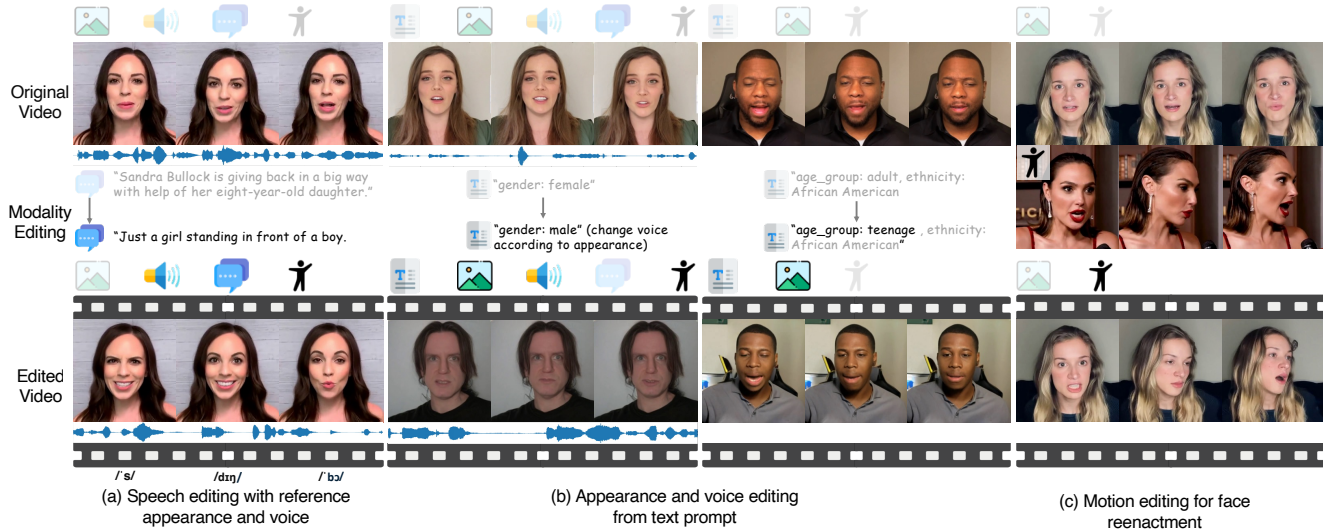 Original
Video
"Sandra Bullock is giving back in a big way
with help of her eight-year-old daughter."
"gender: female"
"age_group: adult, ethnicity:
African American
Modality
Editing
"Just a girl standing in front of a boy.
"gender: male" (change voice
according to appearance)
"age_group: teenage , ethnicity:
African American"
TICI
T
T
T
T
T
T
Edited
Video
/ˈs/
/dɪŋ/
/ˈbɔ/
(a) Speech editing with reference
appearance and voice
(b) Appearance and voice editing
from text prompt
(c) Motion editing for face
reenactment